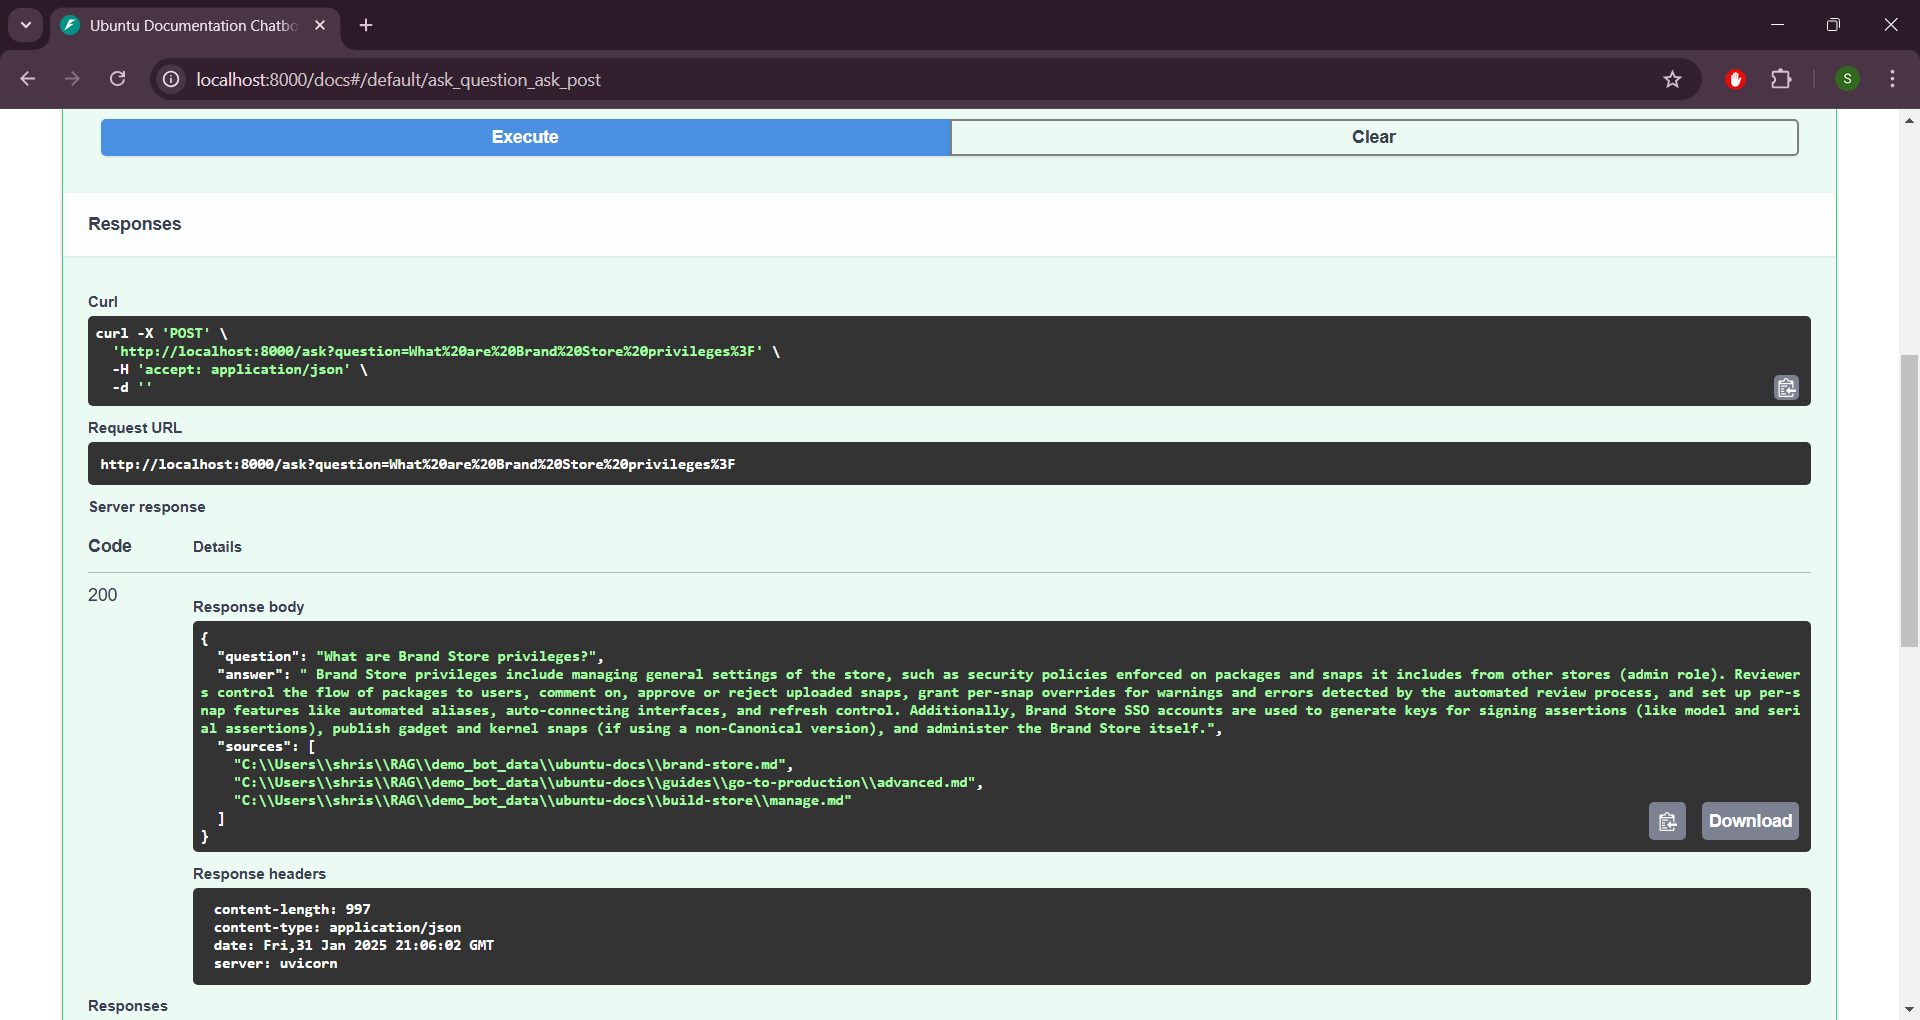 Ubuntu Documentation Chatbo
localhost:8000/docs#/default/ask_question_ask_post
S
Execute
Clear
Responses
Curl
curl -X 'POST' \
  'http://localhost:8000/ask?question=What%20are%20Brand%20Store%20privileges%3F' \
  -H 'accept: application/json' \
  -d ''
Request URL
http://localhost:8000/ask?question=What%20are%20Brand%20Store%20privileges%3F
Server response
Code
Details
200
Response body
{
  "question": "What are Brand Store privileges?",
  "answer": " Brand Store privileges include managing general settings of the store, such as security policies enforced on packages and snaps it includes from other stores (admin role). Reviewer
s control the flow of packages to users, comment on, approve or reject uploaded snaps, grant per-snap overrides for warnings and errors detected by the automated review process, and set up per-s
nap features like automated aliases, auto-connecting interfaces, and refresh control. Additionally, Brand Store SSO accounts are used to generate keys for signing assertions (like model and seri
al assertions), publish gadget and kernel snaps (if using a non-Canonical version), and administer the Brand Store itself.",
  "sources": [
    "C:\\Users\\shris\\RAG\\demo_bot_data\\ubuntu-docs\\brand-store.md",
    "C:\\Users\\shris\\RAG\\demo_bot_data\\ubuntu-docs\\guides\\go-to-production\\advanced.md",
    "C:\\Users\\shris\\RAG\\demo_bot_data\\ubuntu-docs\\build-store\\manage.md"
  ]
}
Download
Response headers
content-length: 997
content-type: application/json
date: Fri,31 Jan 2025 21:06:02 GMT
server: uvicorn
Responses